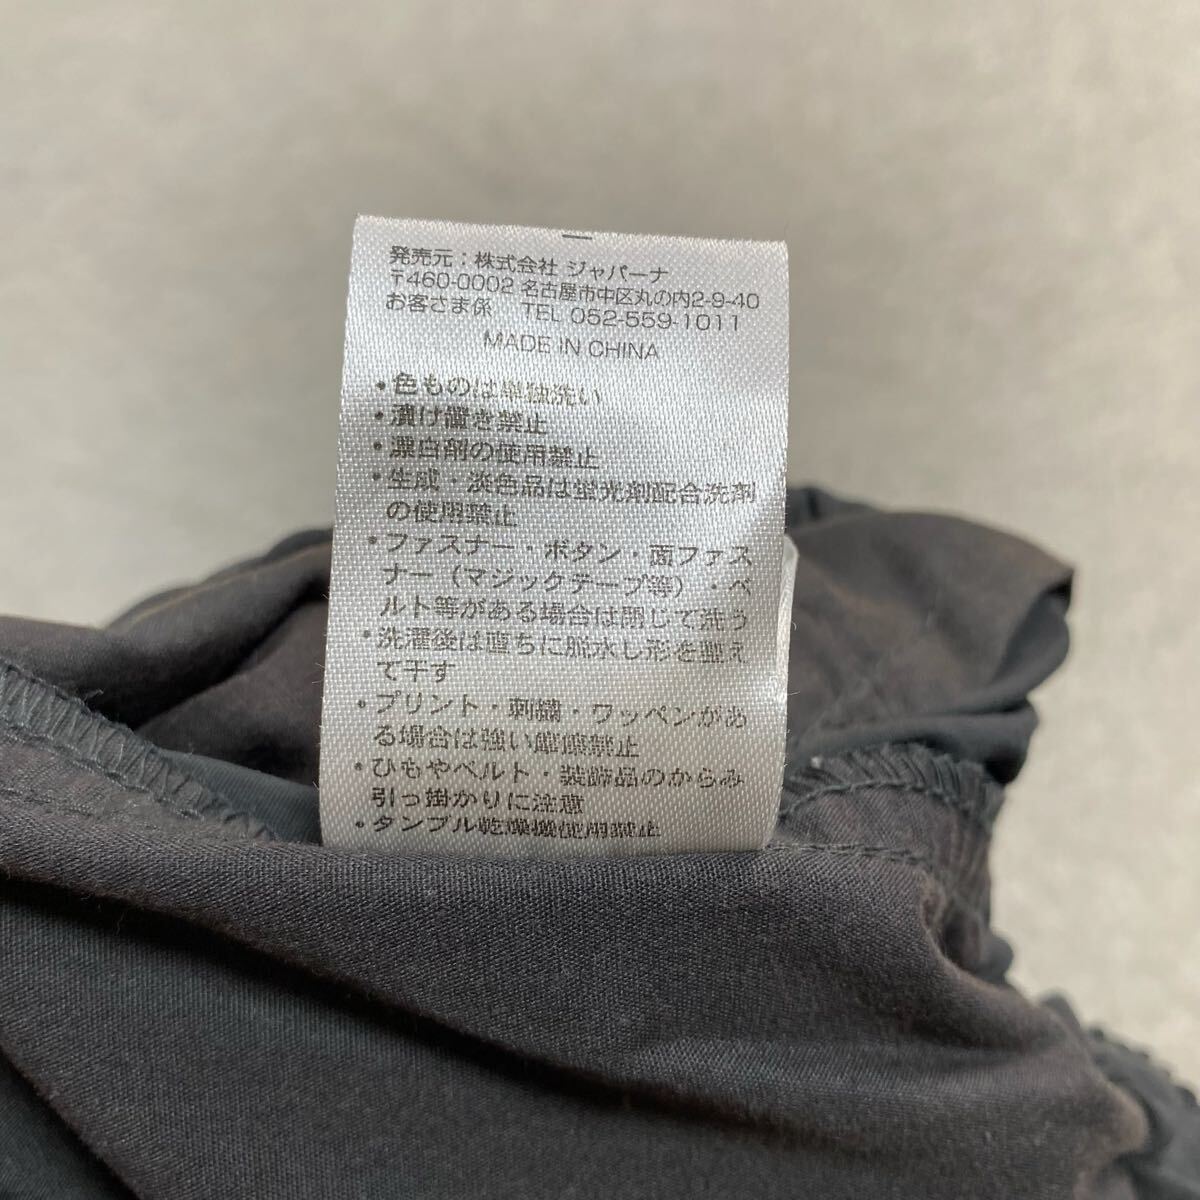 発売元：株式会社 ジャパーナ
〒460-0002 名古屋市中区丸の内2-9-40
お客さま係 TEL 052-559-1011
MADE IN CHINA
・色ものは単独洗い
・漬け置き禁止
・漂白剤の使用禁止
・生成・淡色品は蛍光剤配合洗剤
の使用禁止
・ファスナー・ボタン・面ファス
ナー（マジックテープ等）・ベ
ルト等がある場合は閉じて洗う
・洗濯後は直ちに脱水し形を整え
て干す
・プリント・刺繍・ワッペンがあ
る場合は強い摩擦禁止
・ひもやベルト・装飾品のからみ
引っ掛かりに注意
・タンブル乾燥機使用禁止